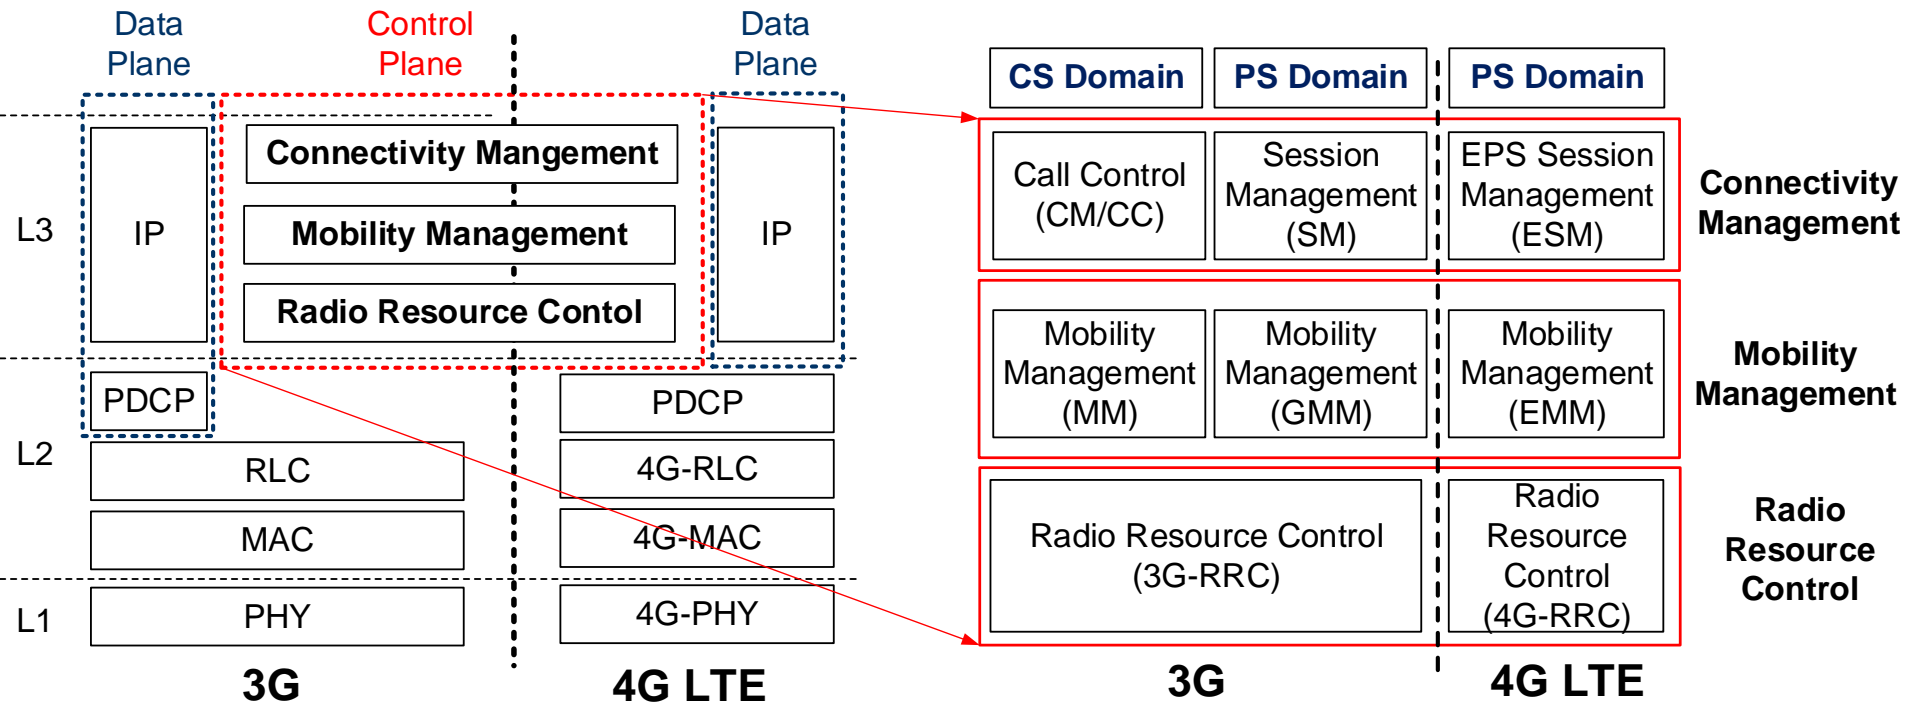 Data
Plane
Control
Plane
Data
Plane
L3
IP
Connectivity Mangement
Mobility Management
Radio Resource Contol
IP
L2
PDCP
PDCP
RLC
4G-RLC
MAC
4G-MAC
L1
PHY
4G-PHY
3G
4G LTE
CS Domain
PS Domain
PS Domain
Call Control
(CM/CC)
Session
Management
(SM)
EPS Session
Management
(ESM)
Connectivity
Management
Mobility
Management
(MM)
Mobility
Management
(GMM)
Mobility
Management
(EMM)
Mobility
Management
Radio Resource Control
(3G-RRC)
Radio
Resource
Control
(4G-RRC)
Radio
Resource
Control
3G
4G LTE